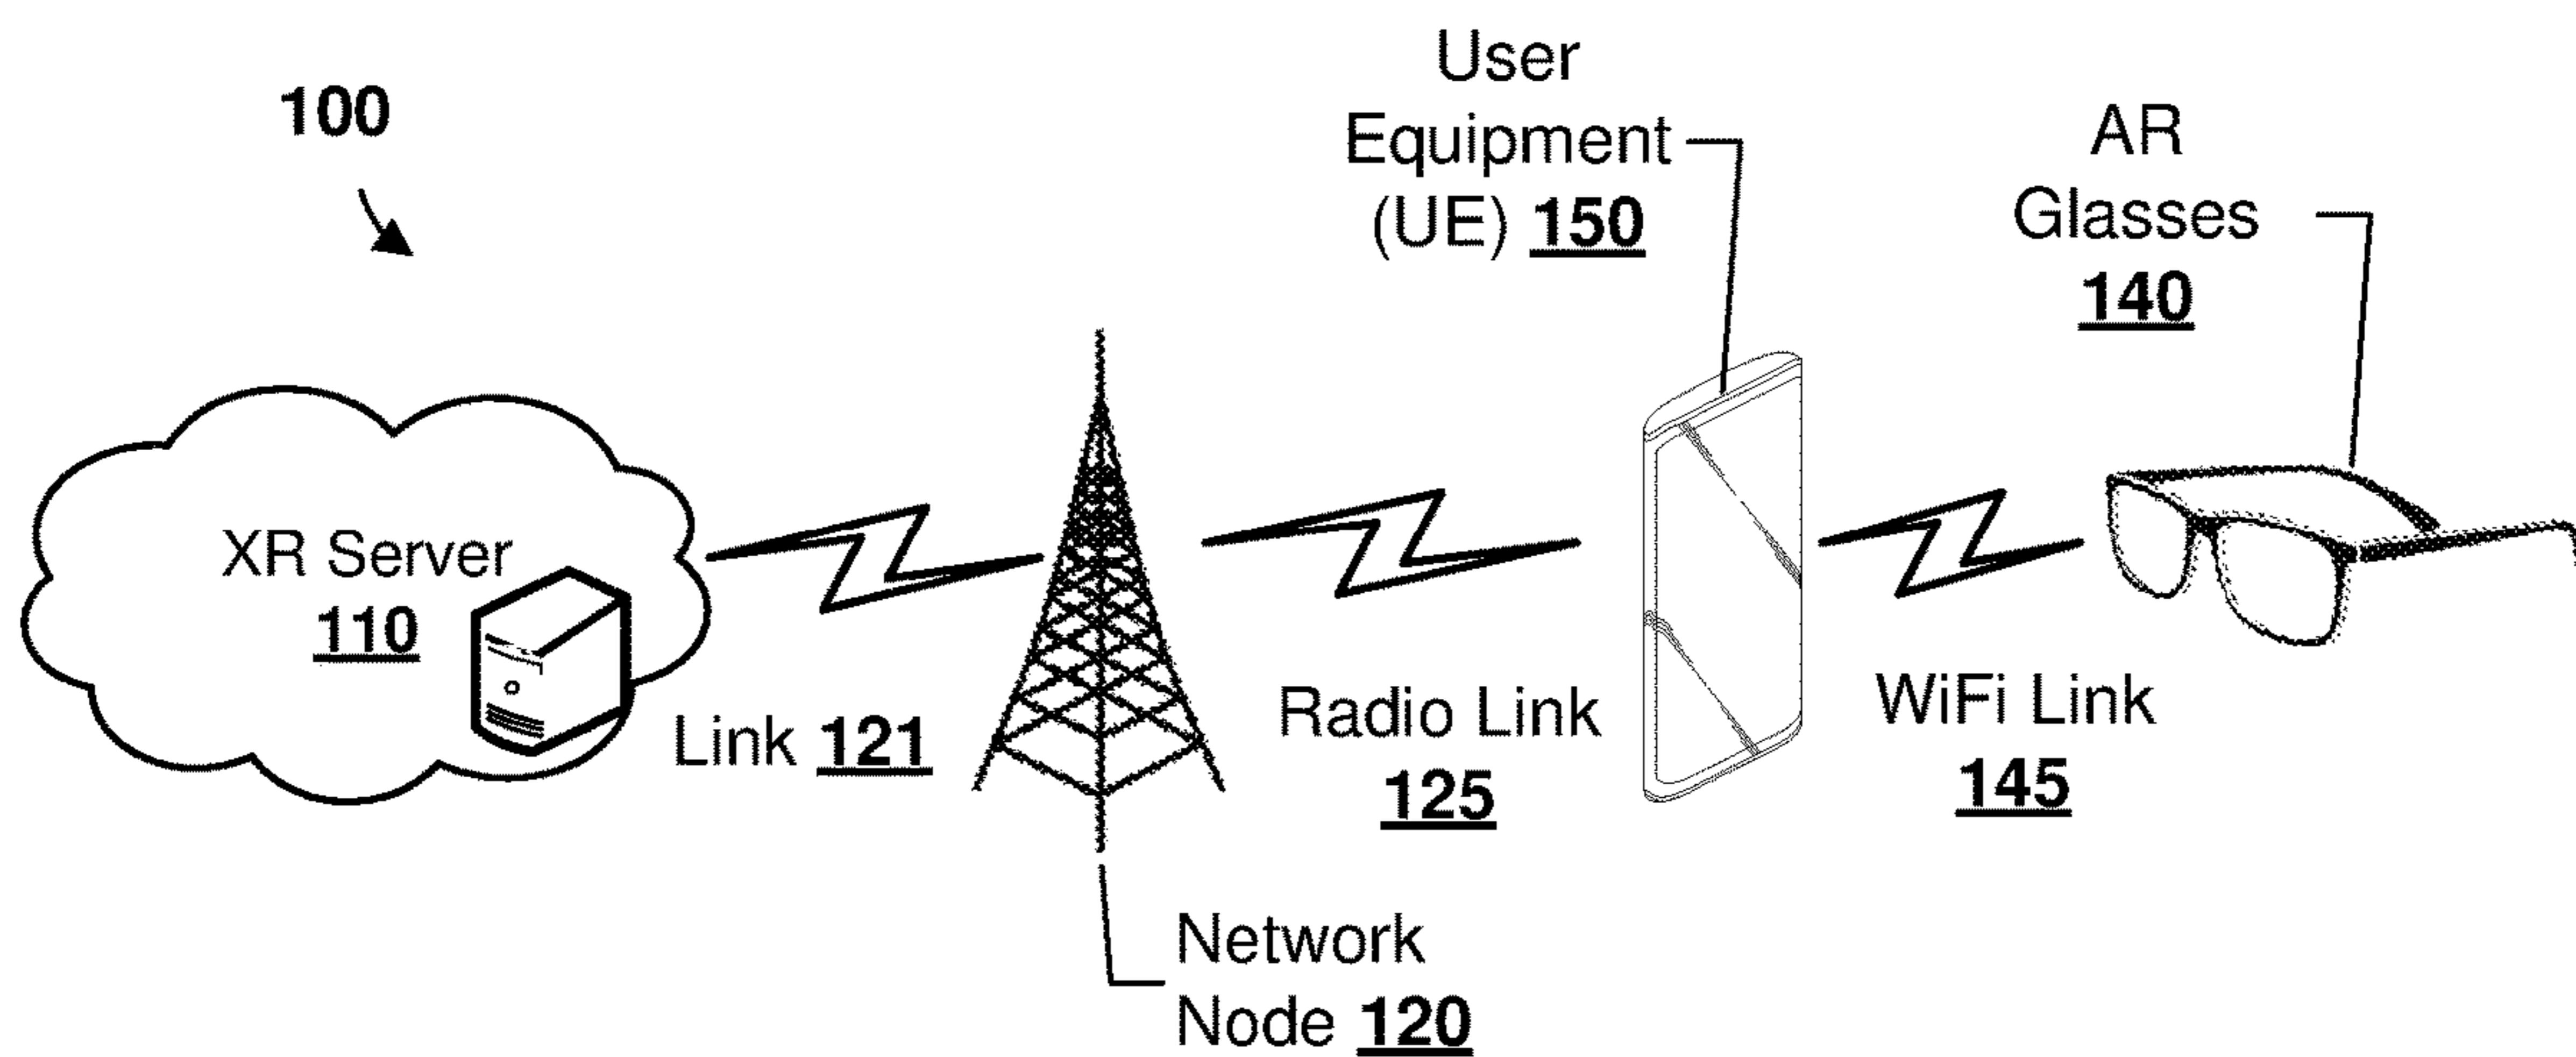 100
User
Equipment
(UE) 150
AR
Glasses
140
XR Server
110
Link 121
Radio Link
125
WiFi Link
145
Network
Node 120